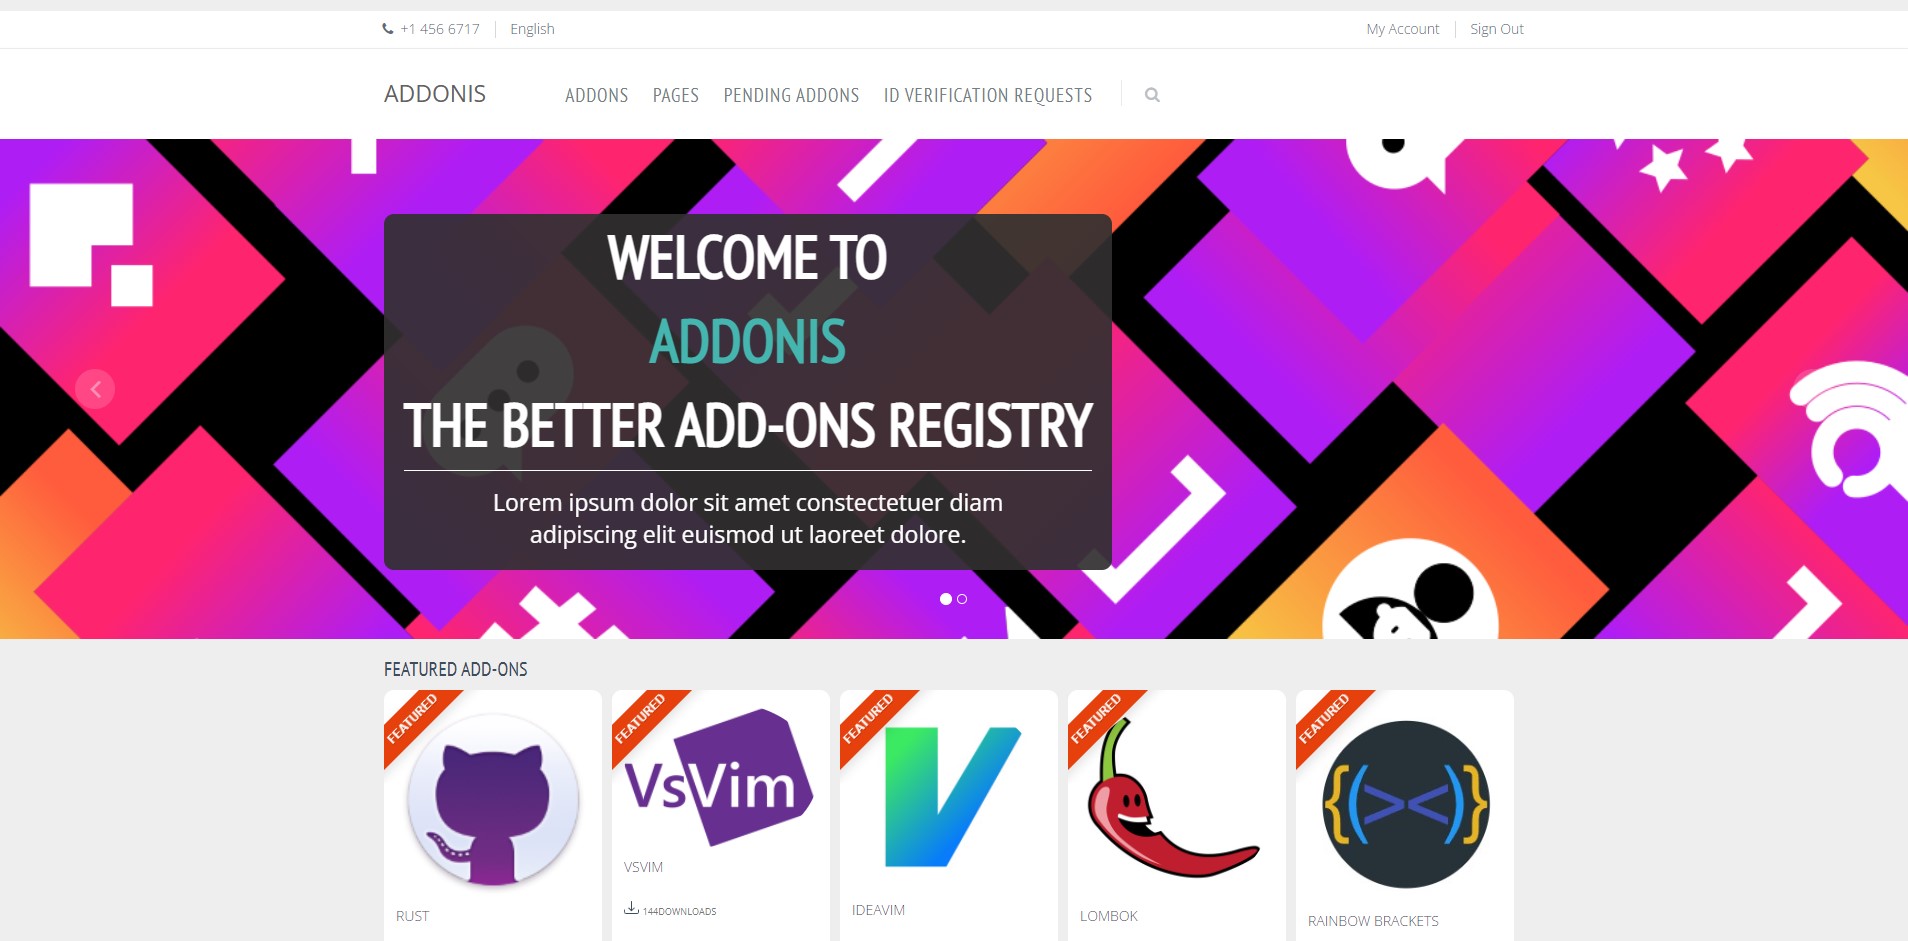 +1 456 6717
English
My Account
Sign Out
ADDONIS
ADDONS
PAGES
PENDING ADDONS
ID VERIFICATION REQUESTS
WELCOME TO
ADDONIS
THE BETTER ADD-ONS REGISTRY
Lorem ipsum dolor sit amet constectetuer diam
adipiscing elit euismod ut laoreet dolore.
FEATURED ADD-ONS
FEATURED
RUST
FEATURED
VsVim
VSVIM
144DOWNLOADS
FEATURED
IDEAVIM
FEATURED
LOMBOK
FEATURED
{(><)}
RAINBOW BRACKETS